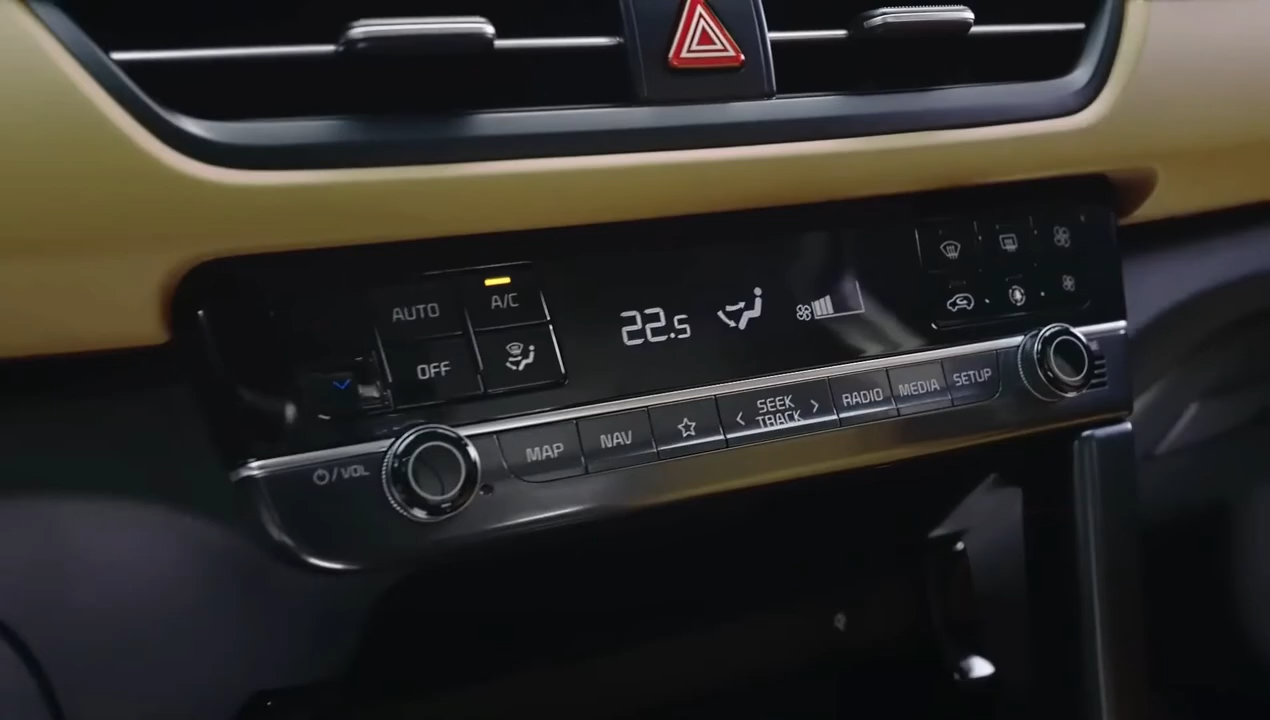 AUTO
A/C
OFF
22.5
⏻/VOL
MAP
NAV
☆
< SEEK >
TRACK
RADIO
MEDIA
SETUP